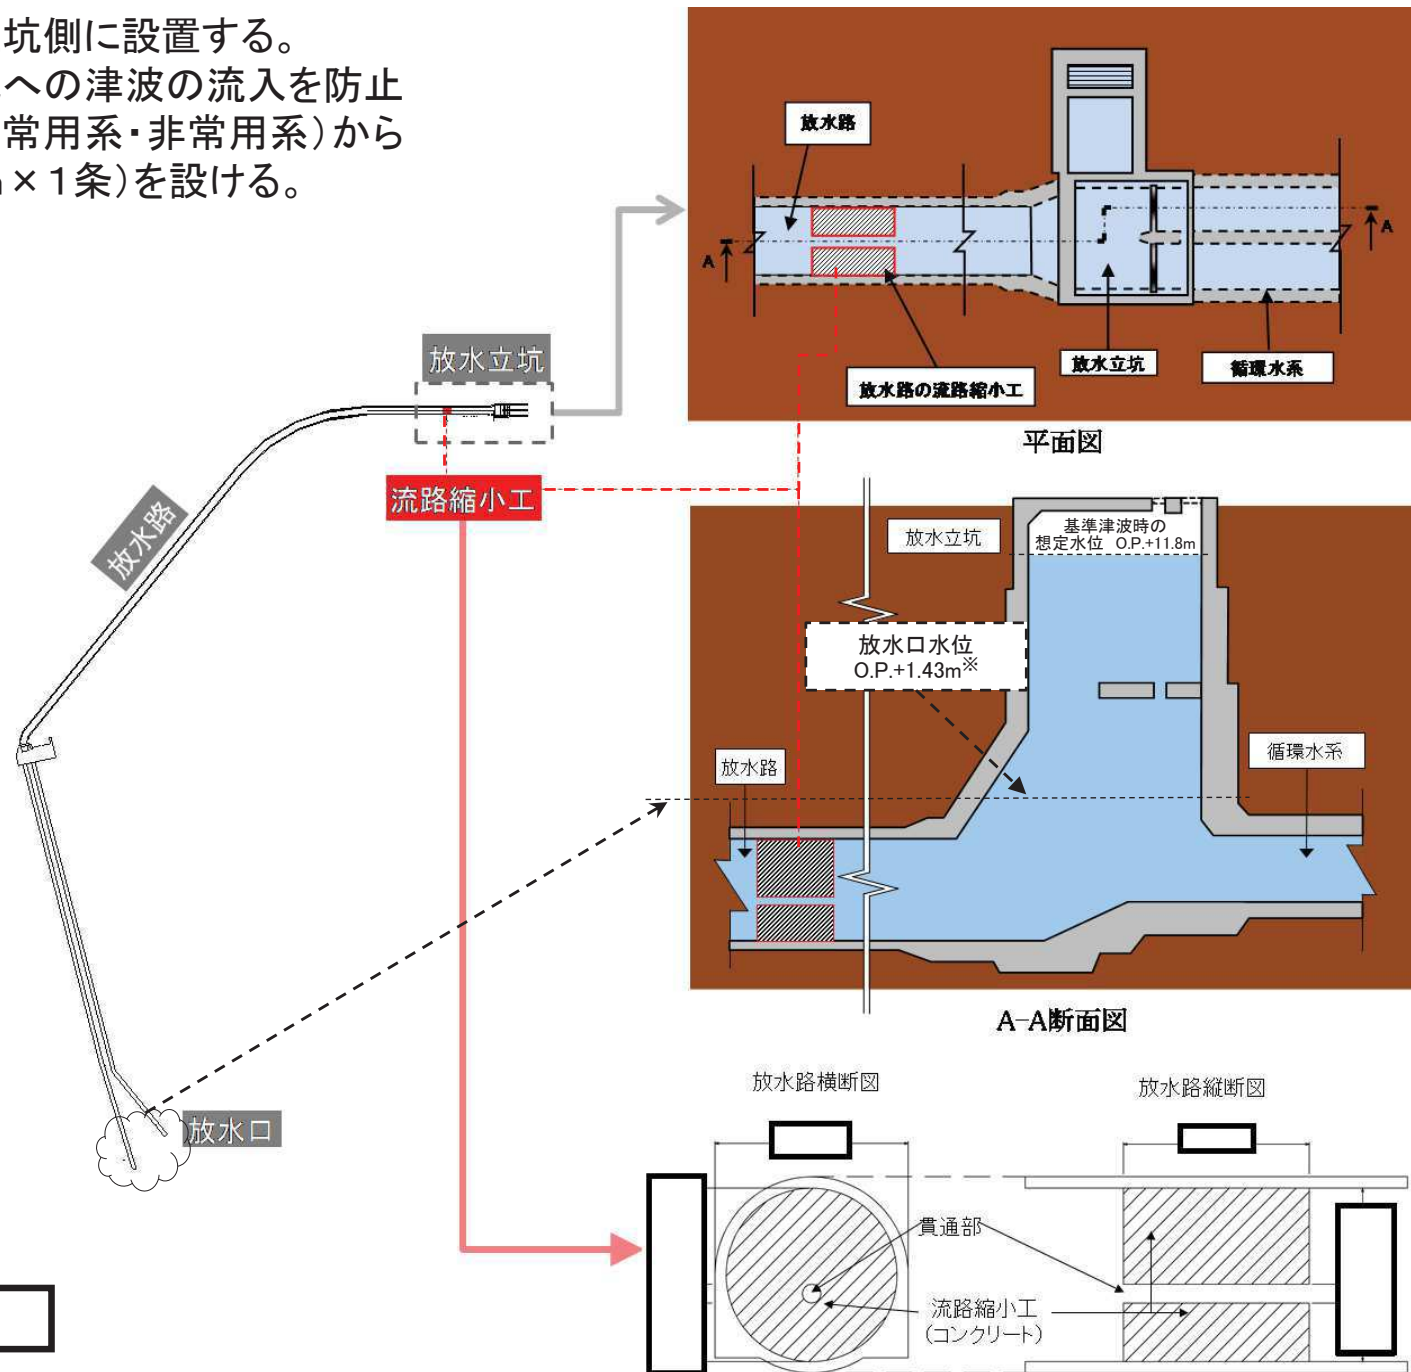 坑側に設置する。
への津波の流入を防止
常用系・非常用系）から
×１条）を設ける。
放水路
A
A
放水立坑
循環水系
放水路の流路縮小工
平面図
放水立坑
流路縮小工
放水路
放水口
放水立坑
基準津波時の
想定水位 O.P.+11.8m
放水口水位
O.P.+1.43m※
放水路
循環水系
A-A断面図
放水路横断図
放水路縦断図
貫通部
流路縮小工
(コンクリート)